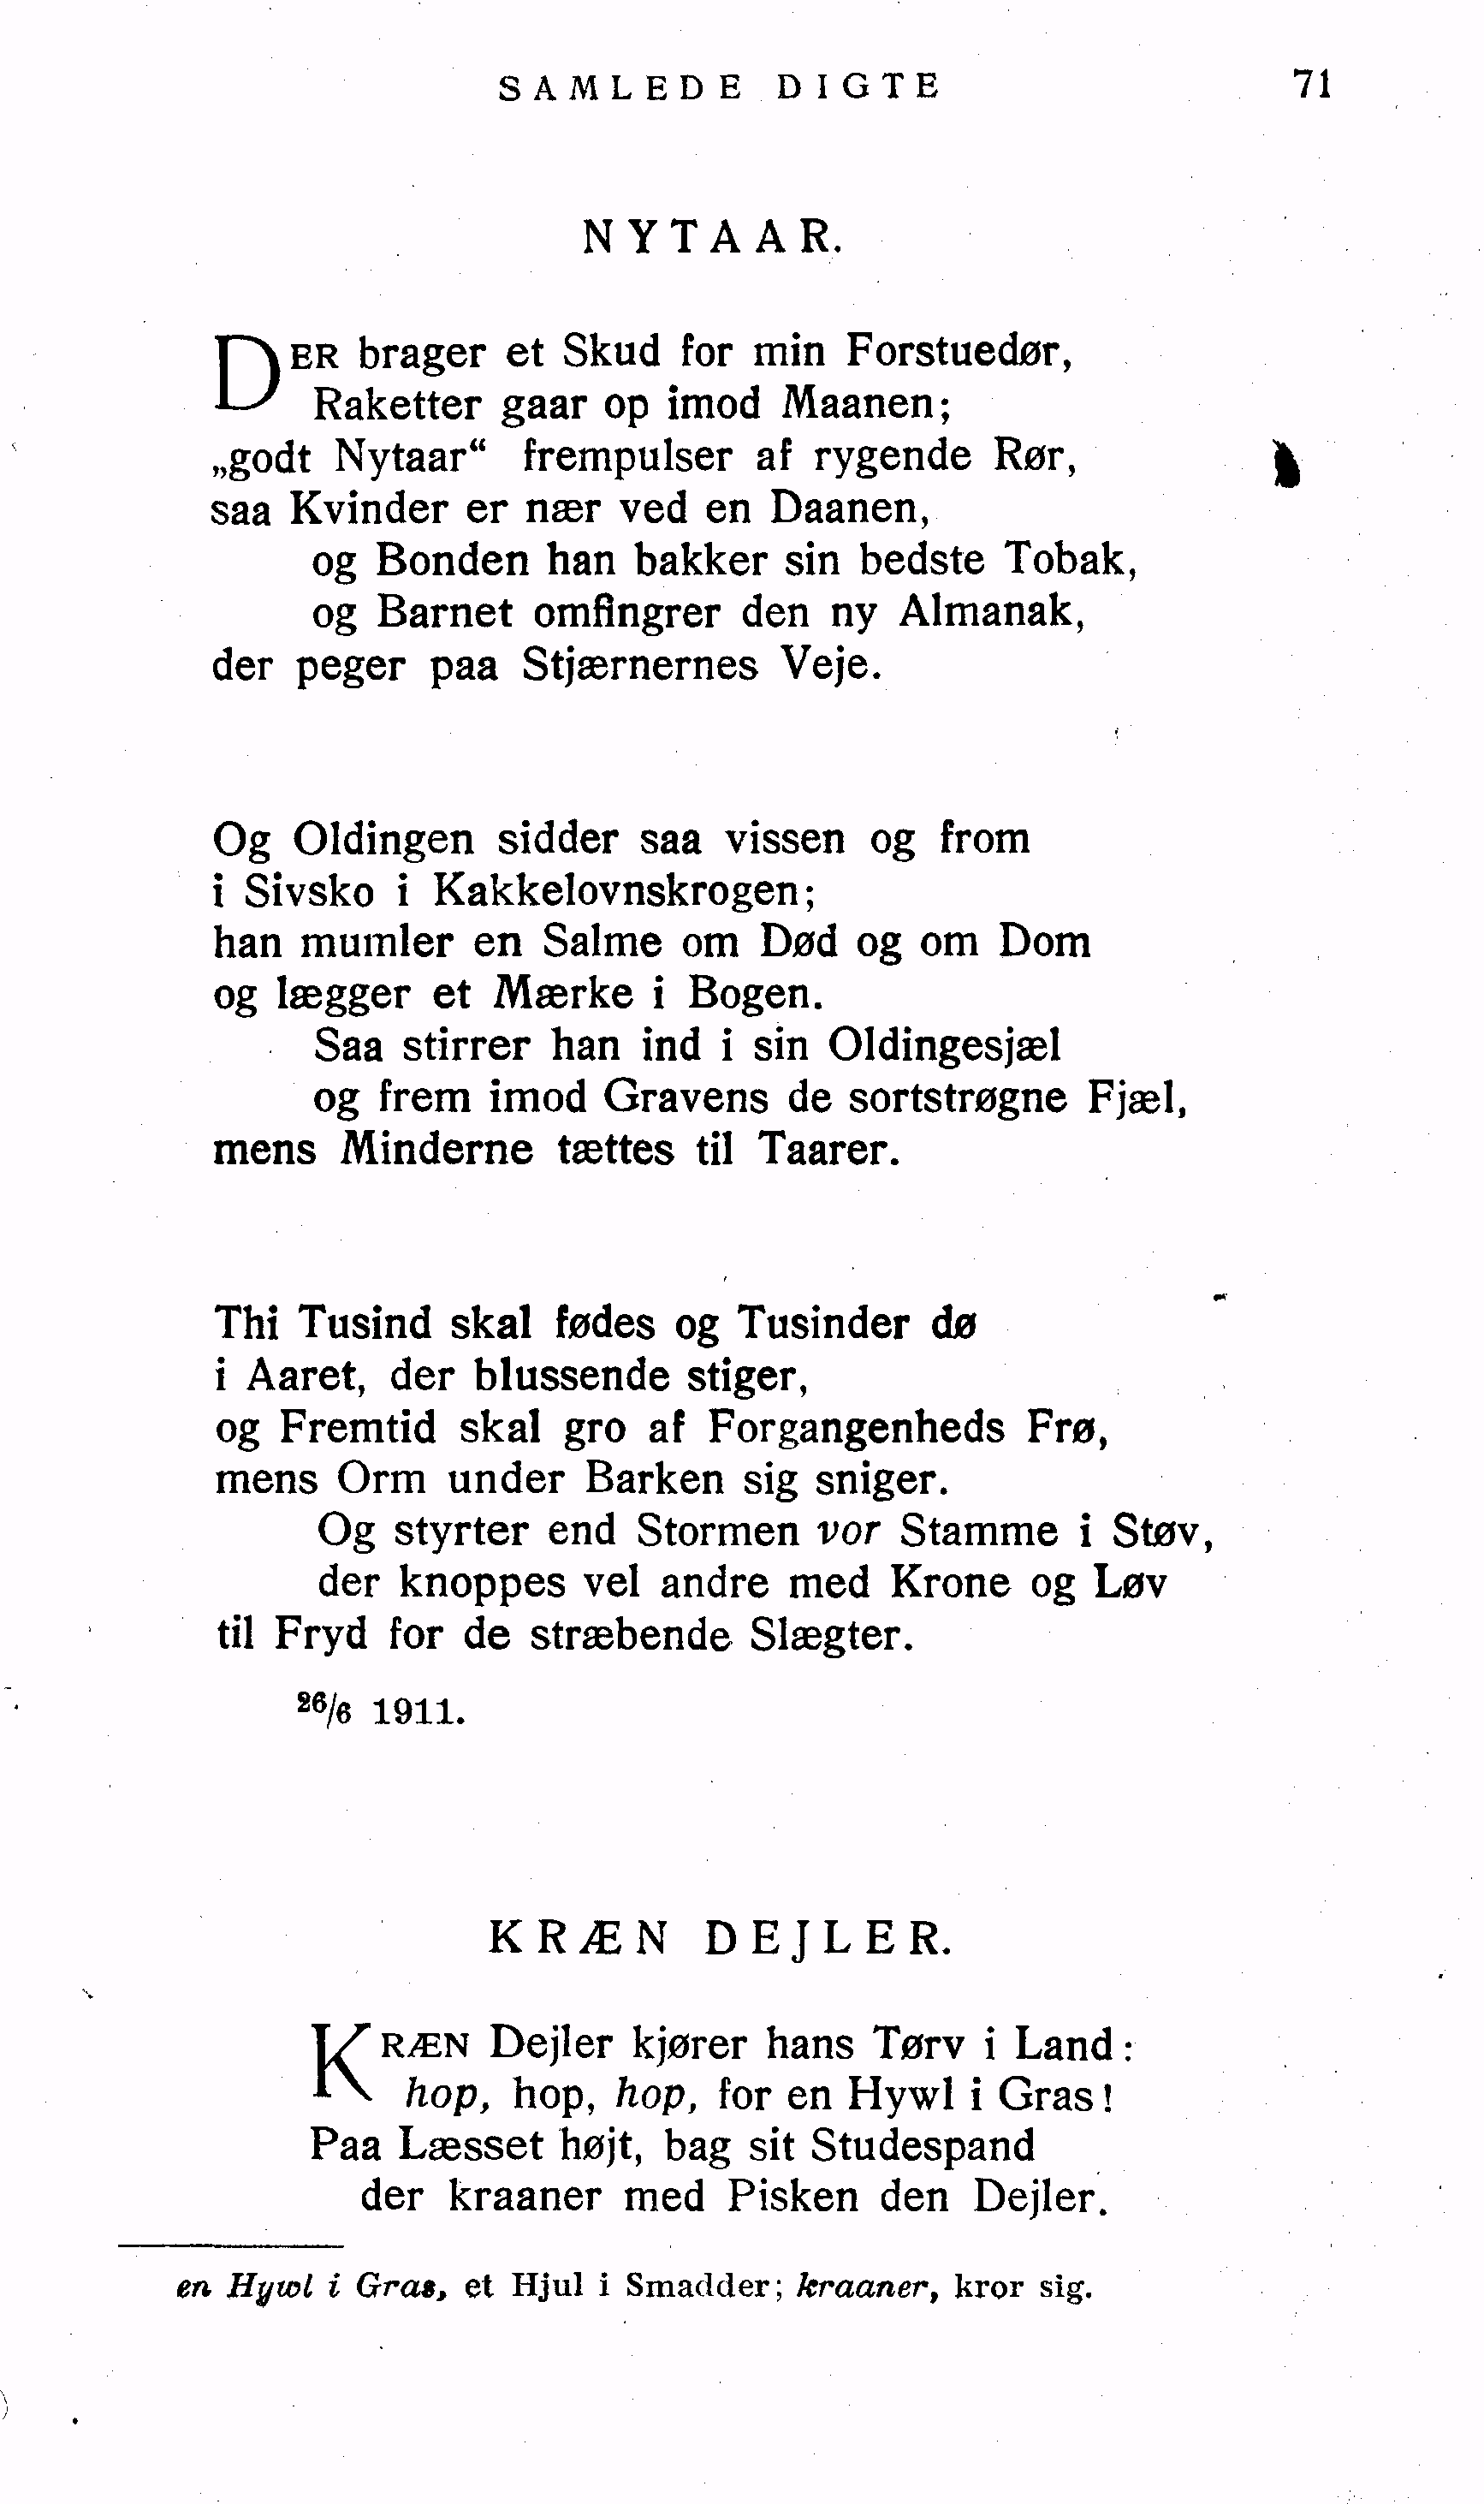 SAMLEDE DIGTE 71
NYTAAR.
DER brager et Skud for min Forstuedør,
Raketter gaar op imod Maanen;
„godt Nytaar“ frempulser af rygende Rør,
saa Kvinder er nær ved en Daanen,
og Bonden han bakker sin bedste Tobak,
og Barnet omfingrer den ny Almanak,
der peger paa Stjærnernes Veje.
Og Oldingen sidder saa vissen og from
i Sivsko i Kakkelovnskrogen;
han mumler en Salme om Død og om Dom
og lægger et Mærke i Bogen.
Saa stirrer han ind i sin Oldingesjæl
og frem imod Gravens de sortstrøgne Fjæl,
mens Minderne tættes til Taarer.
Thi Tusind skal fødes og Tusinder dø
i Aaret, der blussende stiger,
og Fremtid skal gro af Forgangenheds Frø,
mens Orm under Barken sig sniger.
Og styrter end Stormen vor Stamme i Støv,
der knoppes vel andre med Krone og Løv
til Fryd for de stræbende Slægter.
26/6 1911.
KRÆN DEJLER.
KRÆN Dejler kjører hans Tørv i Land:
hop, hop, hop, for en Hywl i Gras!
Paa Læsset højt, bag sit Studespand
der kraaner med Pisken den Dejler.
en Hywl i Gras, et Hjul i Smadder; kraaner, kror sig.